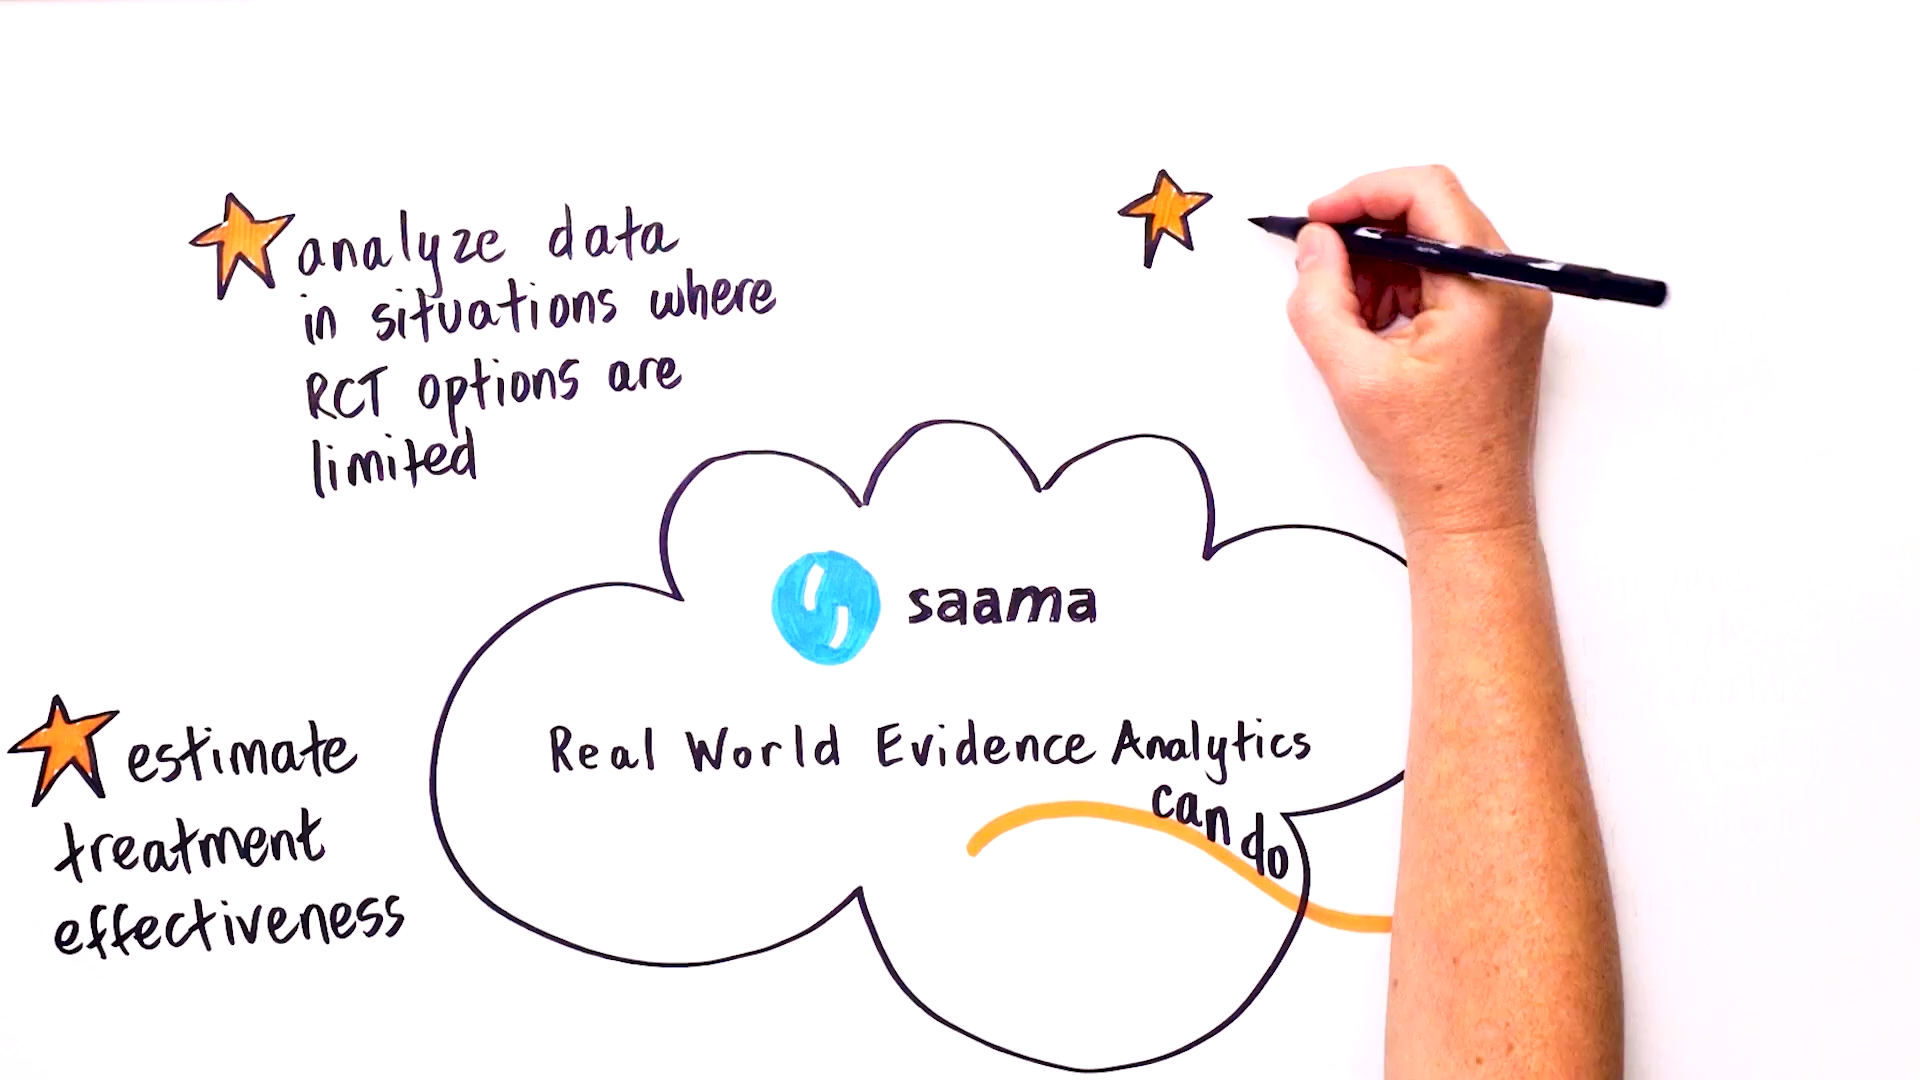 analyze data
in situations where
RCT options are
limited
saama
Real World Evidence Analytics
can do
estimate
treatment
effectiveness